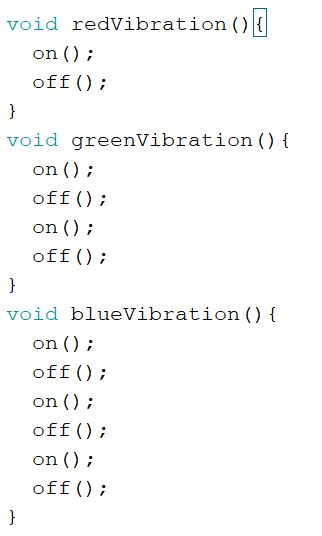 void redVibration(){
  on();
  off();
}
void greenVibration(){
  on();
  off();
  on();
  off();
}
void blueVibration(){
  on();
  off();
  on();
  off();
  on();
  off();
}